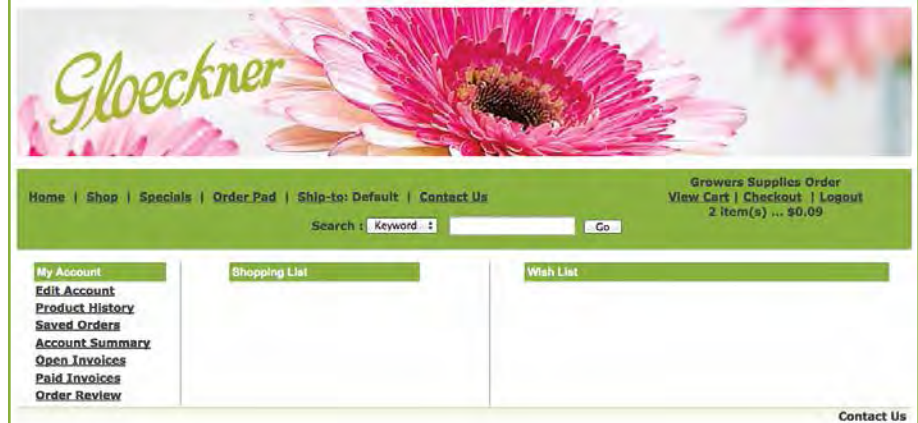 Gloeckner
Home | Shop | Specials | Order Pad | Ship-to: Default | Contact Us
Growers Supplies Order
View Cart | Checkout | Logout
2 item(s) ... $0.09
Search : Keyword Go
My Account
Edit Account
Product History
Saved Orders
Account Summary
Open Invoices
Paid Invoices
Order Review
Shopping List
Wish List
Contact Us